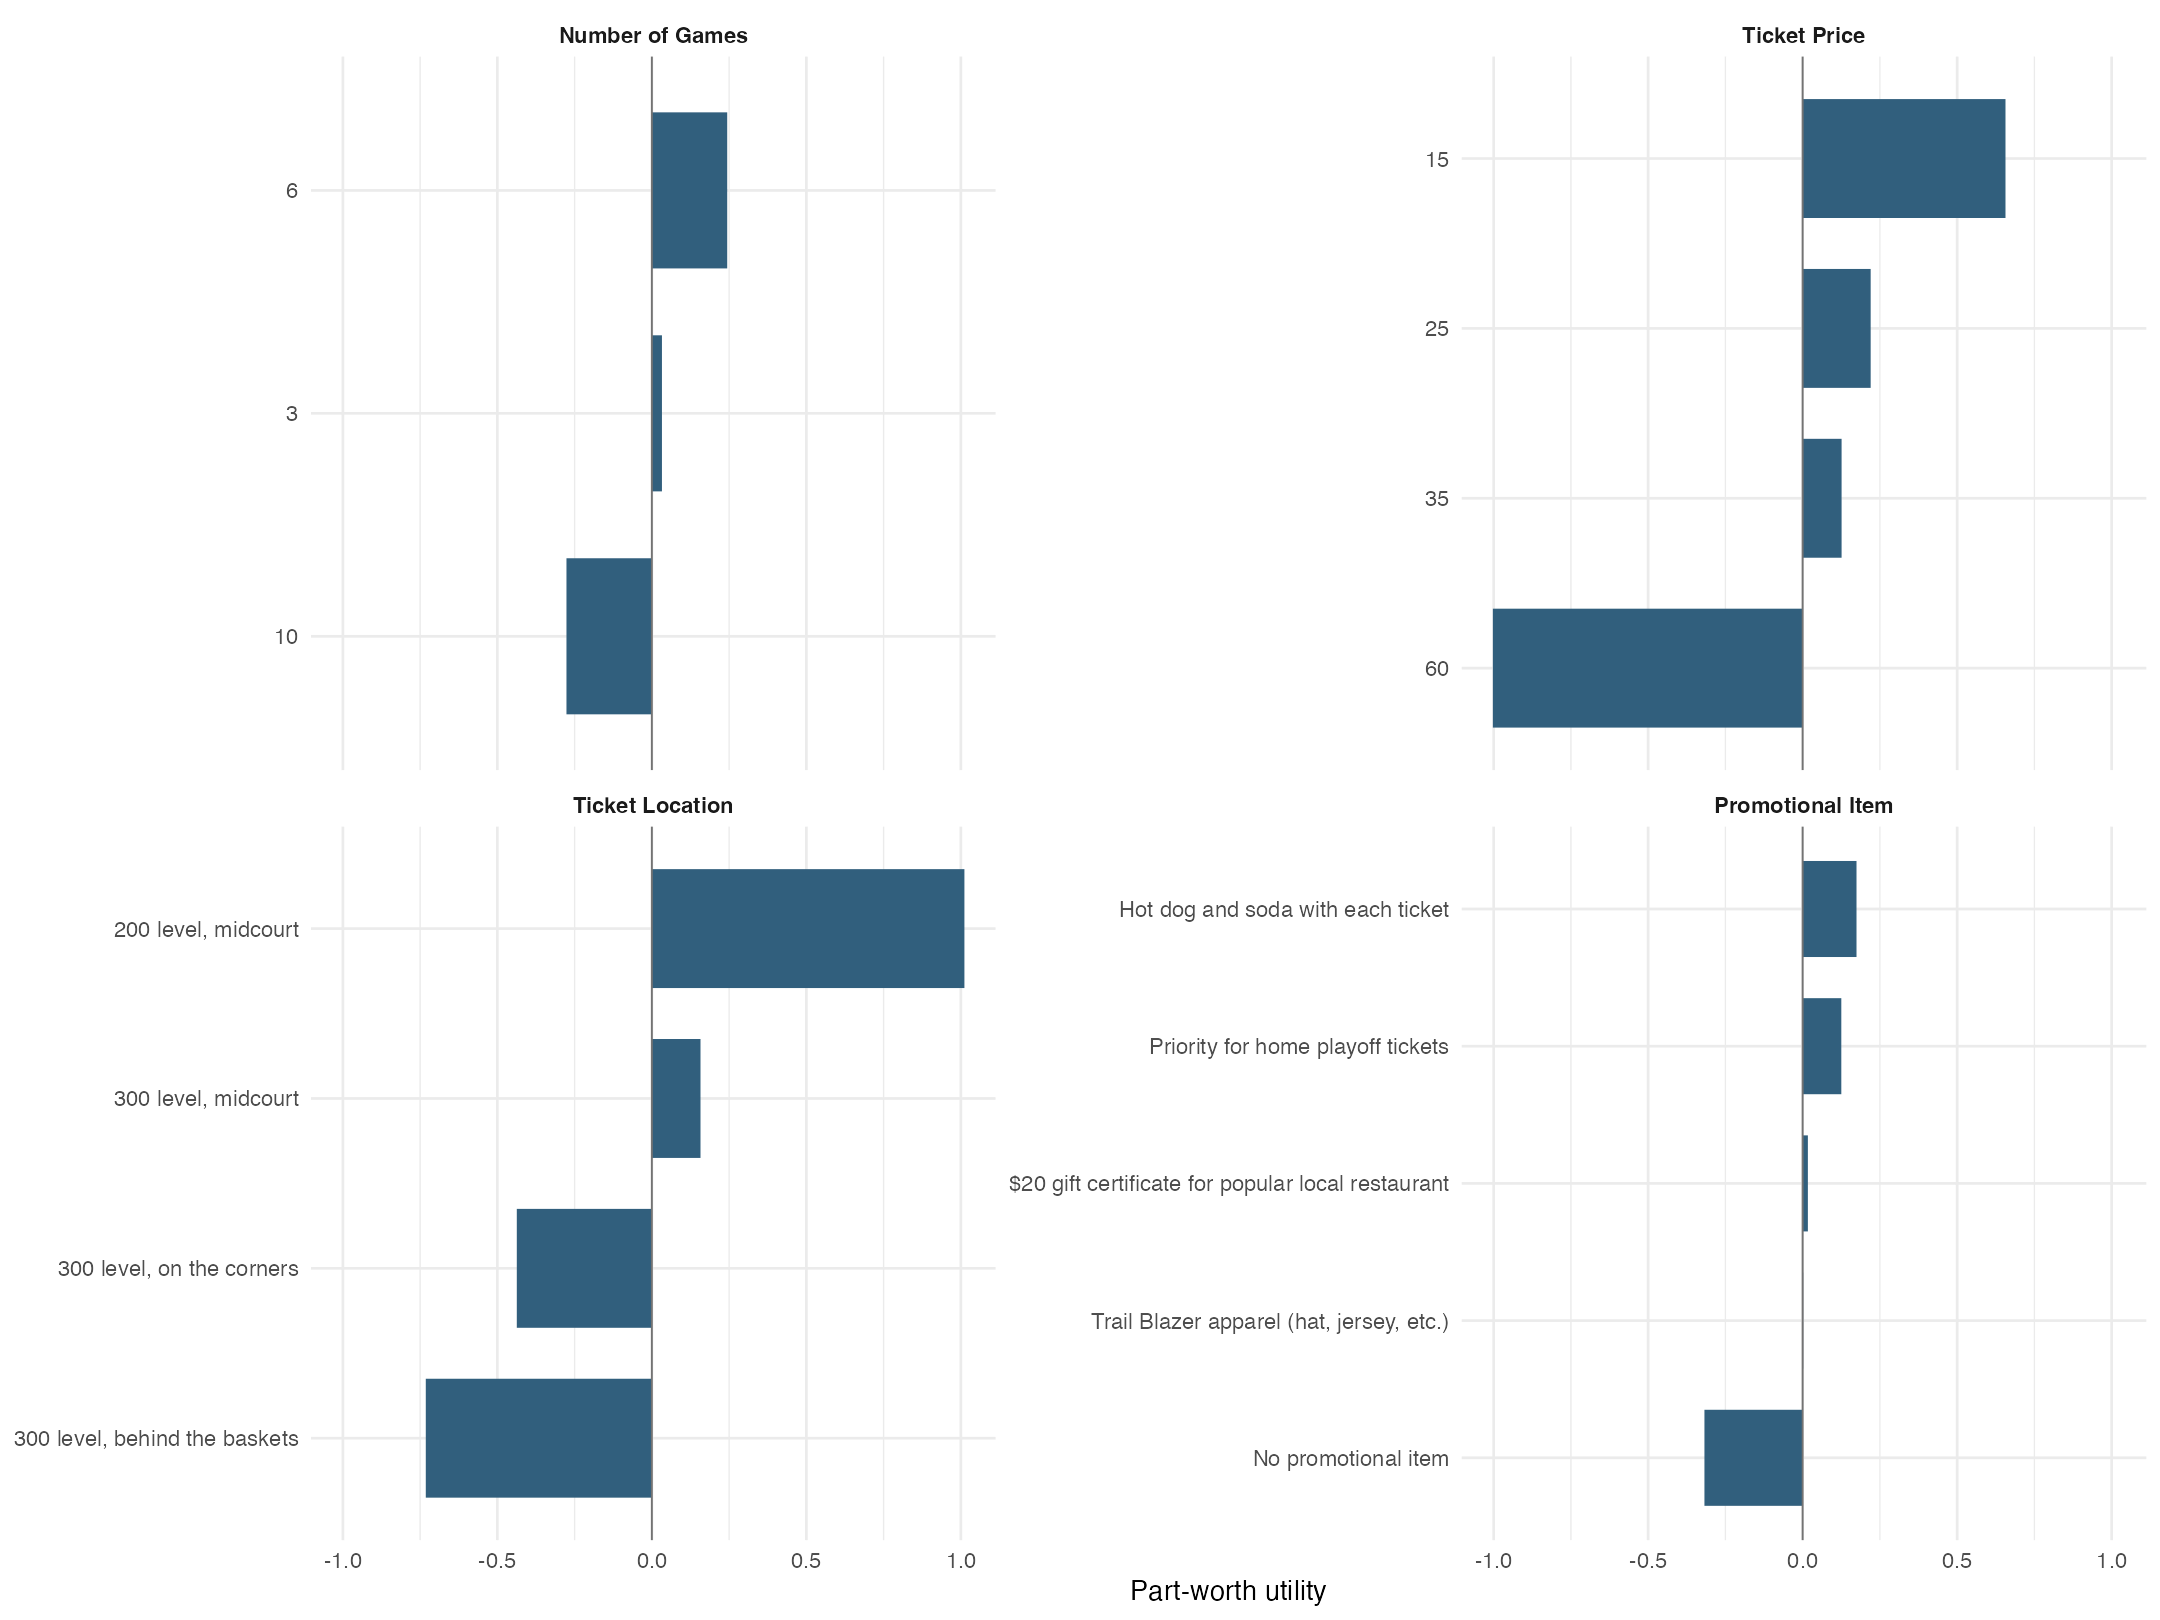 Number of Games
6
3
10
Ticket Price
15
25
35
60
Ticket Location
200 level, midcourt
300 level, midcourt
300 level, on the corners
300 level, behind the baskets
-1.0 -0.5 0.0 0.5 1.0
Promotional Item
Hot dog and soda with each ticket
Priority for home playoff tickets
$20 gift certificate for popular local restaurant
Trail Blazer apparel (hat, jersey, etc.)
No promotional item
-1.0 -0.5 0.0 0.5 1.0
Part-worth utility